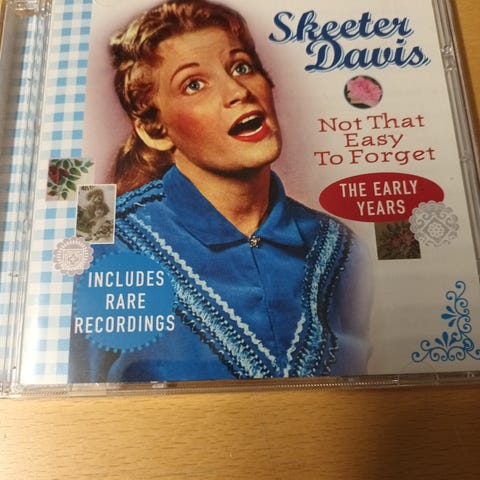 Skeeter
Davis
Not That
Easy
To Forget
THE EARLY
YEARS
INCLUDES
RARE
RECORDINGS